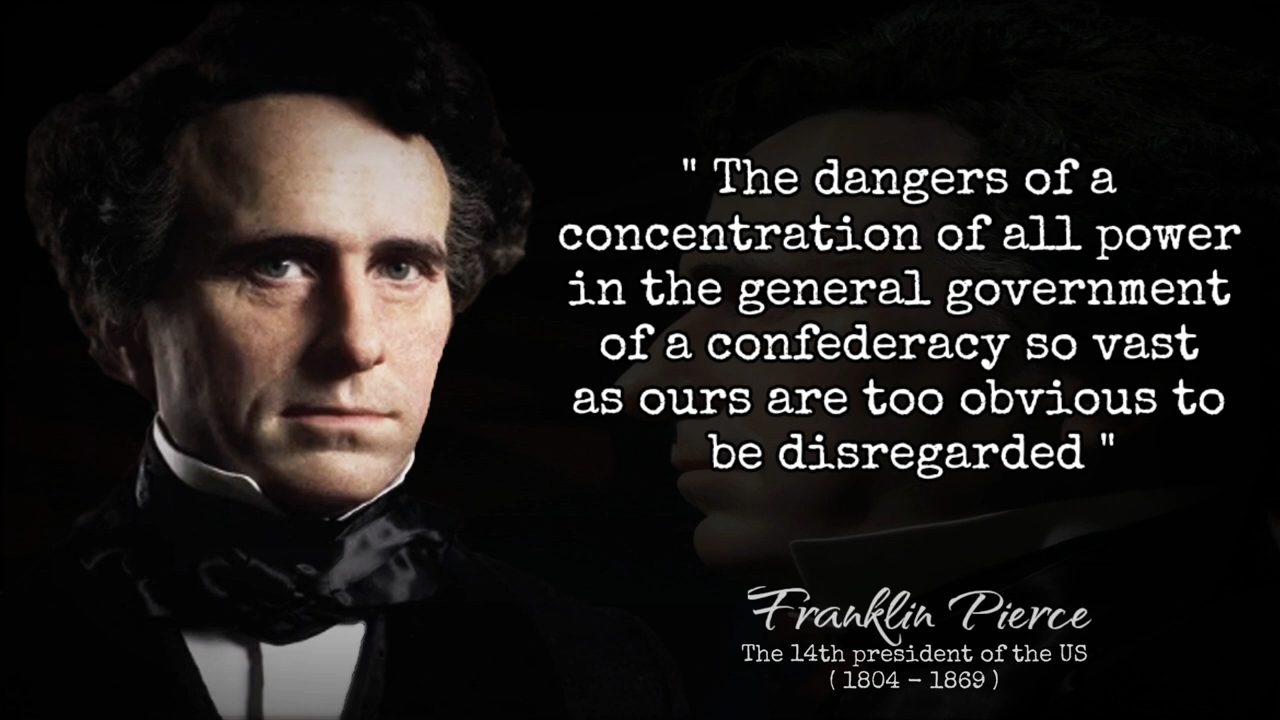 " The dangers of a
concentration of all power
in the general government
of a confederacy so vast
as ours are too obvious to
be disregarded "
Franklin Pierce
The 14th president of the US
( 1804 - 1869 )